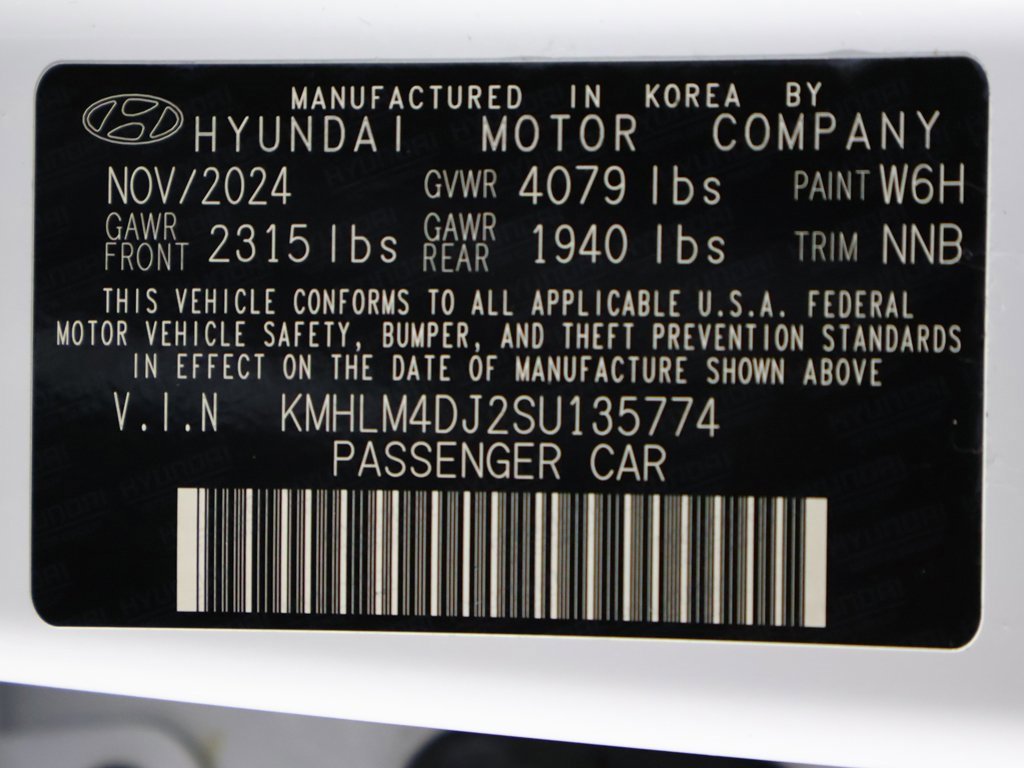 MANUFACTURED IN KOREA BY
HYUNDAI MOTOR COMPANY
NOV/2024 GVWR 4079 lbs PAINT W6H
GAWR FRONT 2315 lbs GAWR REAR 1940 lbs TRIM NNB
THIS VEHICLE CONFORMS TO ALL APPLICABLE U.S.A. FEDERAL
MOTOR VEHICLE SAFETY, BUMPER, AND THEFT PREVENTION STANDARDS
IN EFFECT ON THE DATE OF MANUFACTURE SHOWN ABOVE
V.I.N KMHLM4DJ2SU135774
PASSENGER CAR